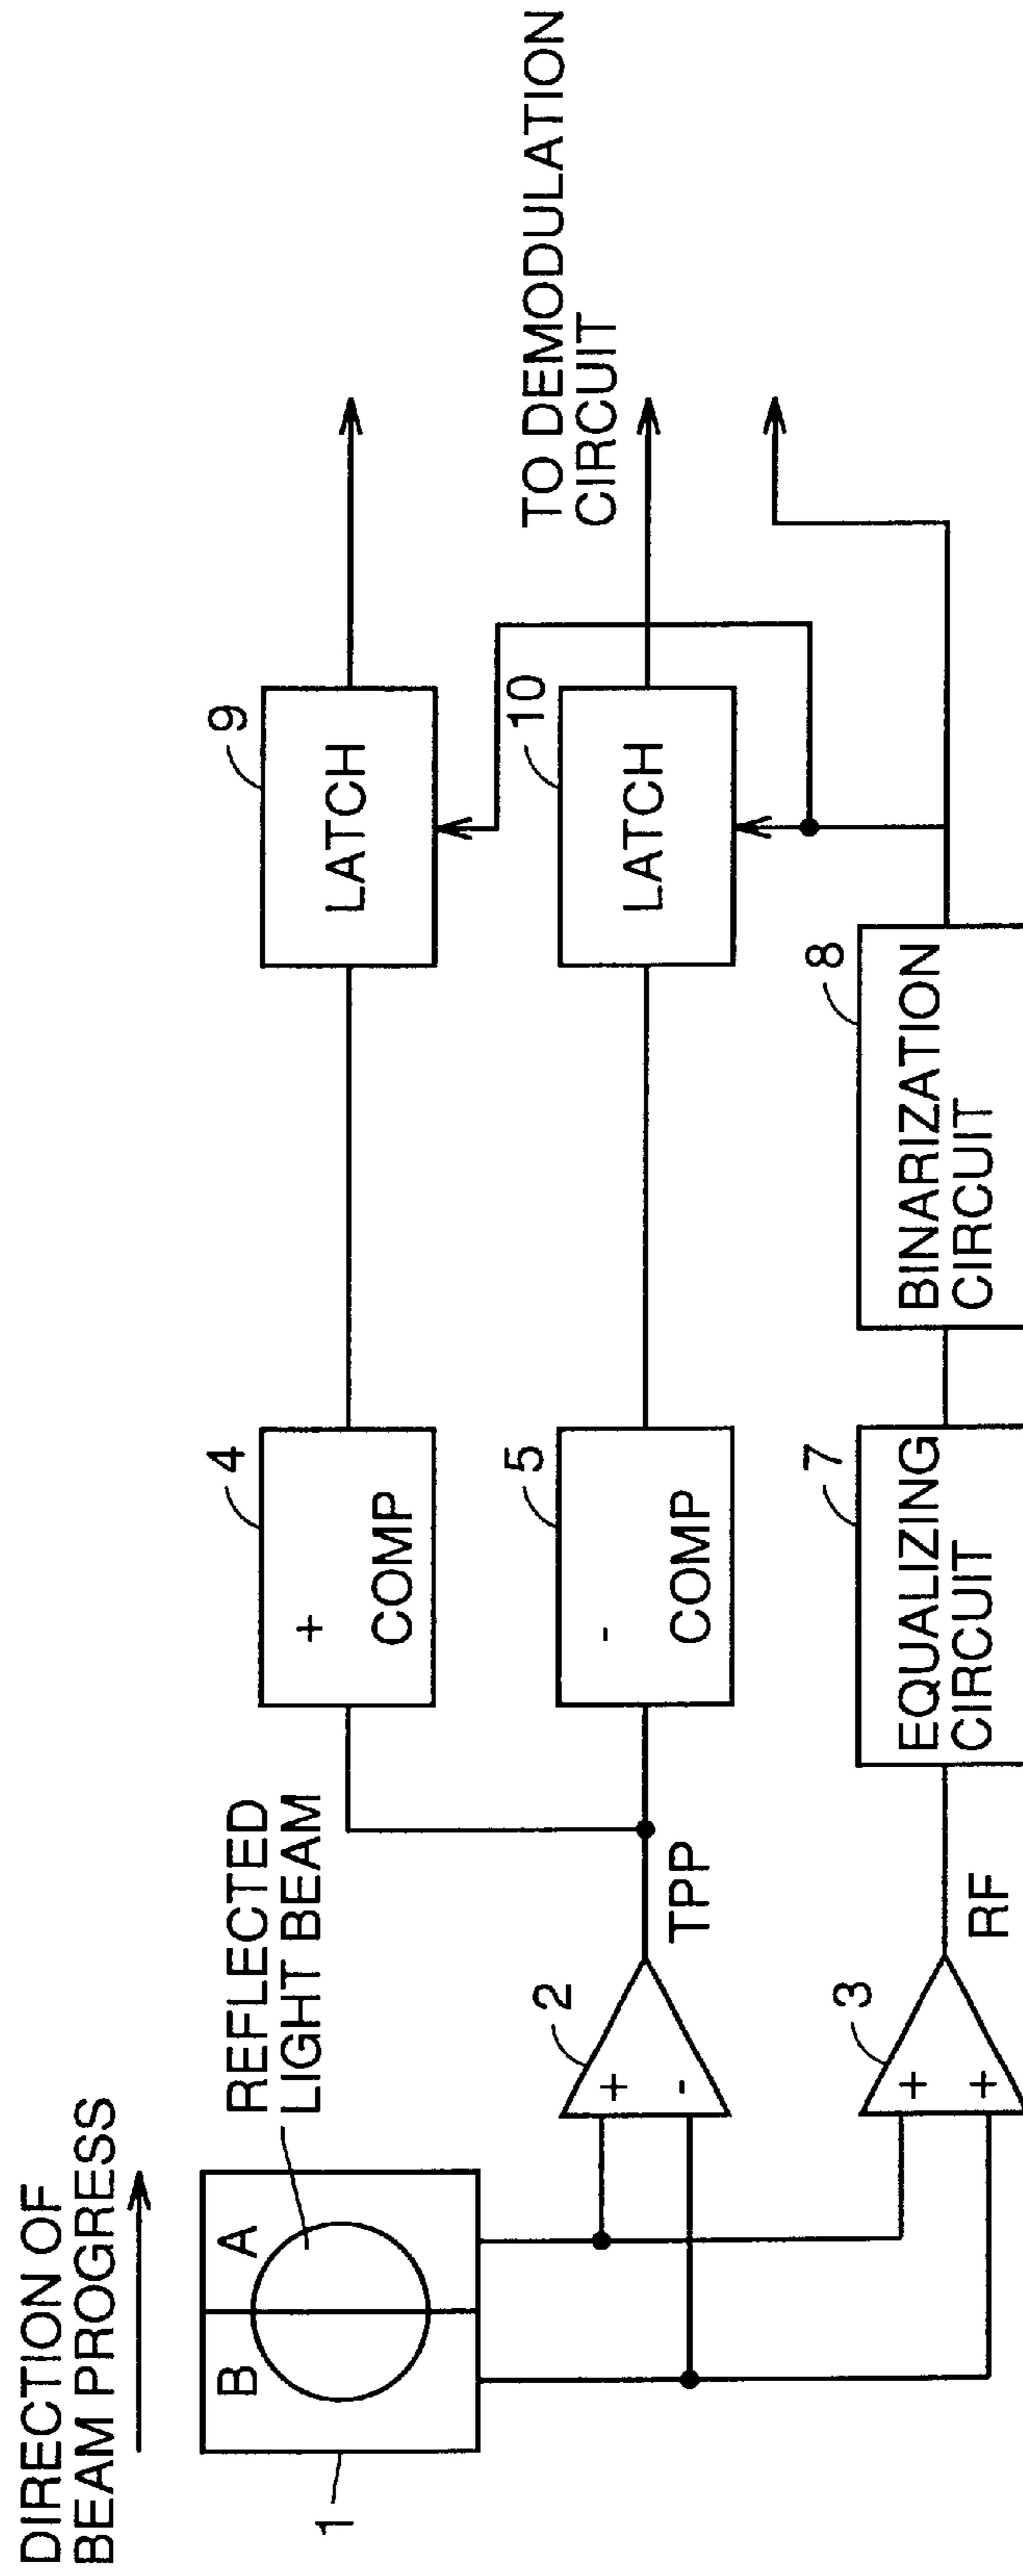 DIRECTION OF
BEAM PROGRESS
REFLECTED
LIGHT BEAM
B
A
1
2
+
-
TPP
3
+
+
RF
4
+
COMP
5
-
COMP
7
EQUALIZING
CIRCUIT
8
BINARIZATION
CIRCUIT
9
LATCH
10
LATCH
TO DEMODULATION
CIRCUIT